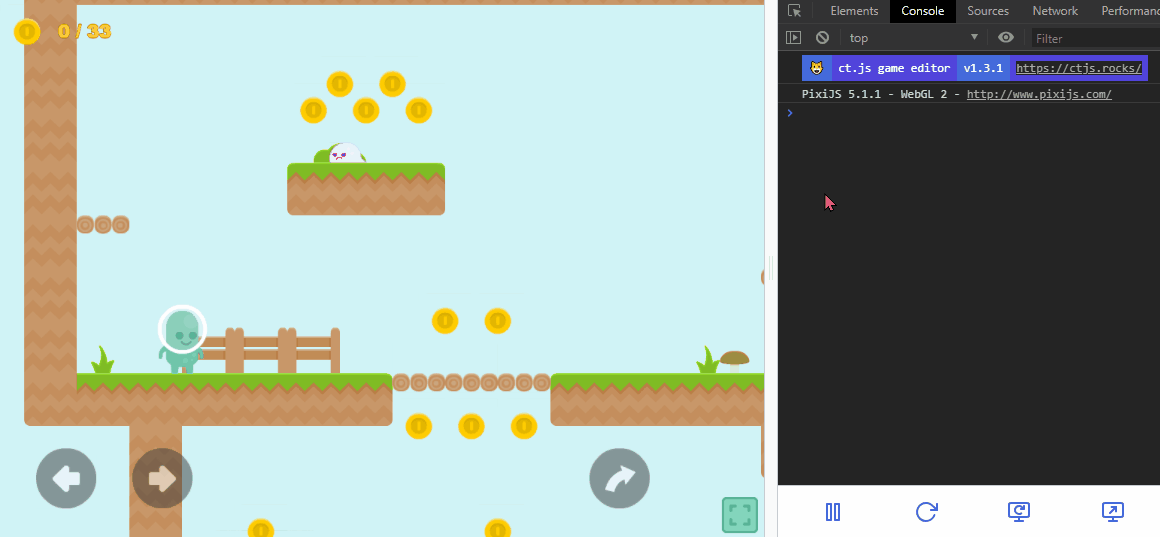 0 / 33
Elements Console Sources Network Performanc
top Filter
ct.js game editor v1.3.1 https://ctjs.rocks/
PixiJS 5.1.1 - WebGL 2 - http://www.pixijs.com/